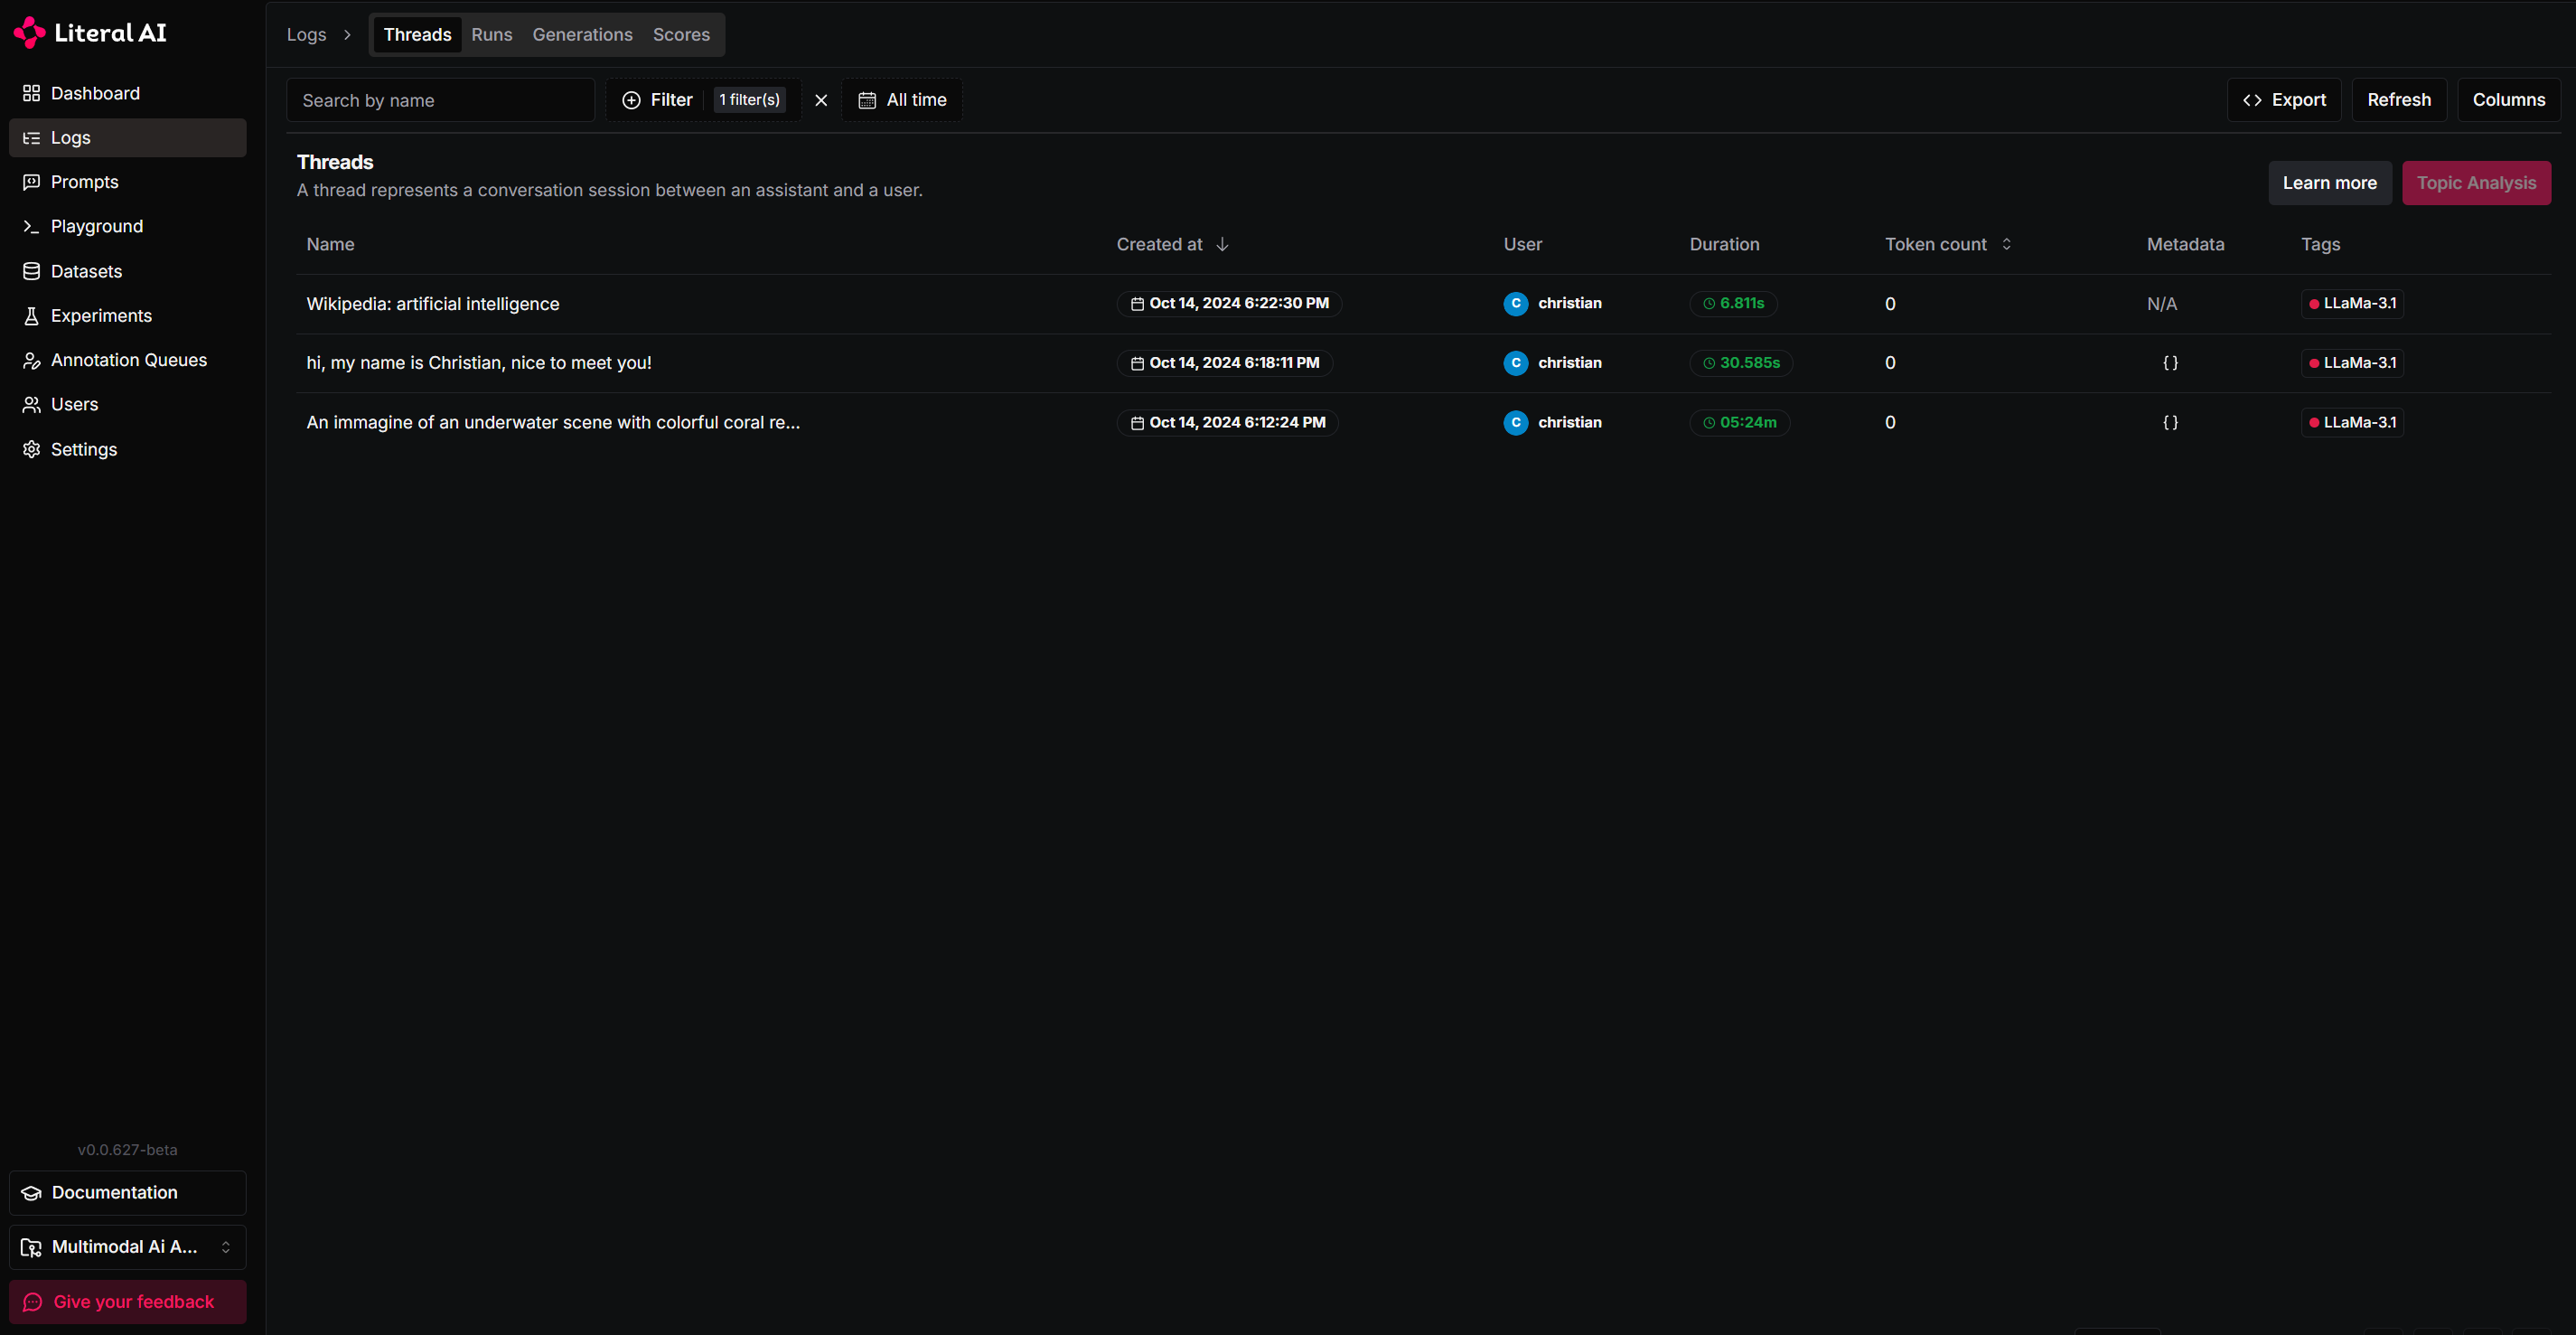 Literal AI
Dashboard
Logs
Prompts
Playground
Datasets
Experiments
Annotation Queues
Users
Settings
v0.0.627-beta
Documentation
Multimodal Ai A...
Give your feedback
Logs > Threads Runs Generations Scores
Search by name Filter 1 filter(s) All time Export Refresh Columns
Threads
A thread represents a conversation session between an assistant and a user.
Learn more Topic Analysis
Name Created at User Duration Token count Metadata Tags
Wikipedia: artificial intelligence Oct 14, 2024 6:22:30 PM C christian 6.811s 0 N/A LLaMa-3.1
hi, my name is Christian, nice to meet you! Oct 14, 2024 6:18:11 PM C christian 30.585s 0 {} LLaMa-3.1
An immagine of an underwater scene with colorful coral re... Oct 14, 2024 6:12:24 PM C christian 05:24m 0 {} LLaMa-3.1